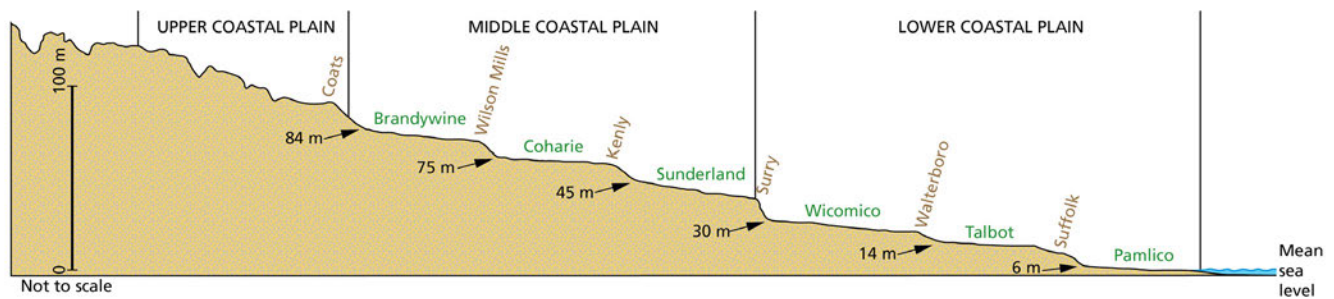 UPPER COASTAL PLAIN
MIDDLE COASTAL PLAIN
LOWER COASTAL PLAIN
100 m
0
Coats
84 m
Brandywine
Wilson Mills
75 m
Coharie
Kenly
45 m
Sunderland
Surry
30 m
Wicomico
Walterboro
14 m
Talbot
Suffolk
6 m
Pamlico
Mean
sea
level
Not to scale